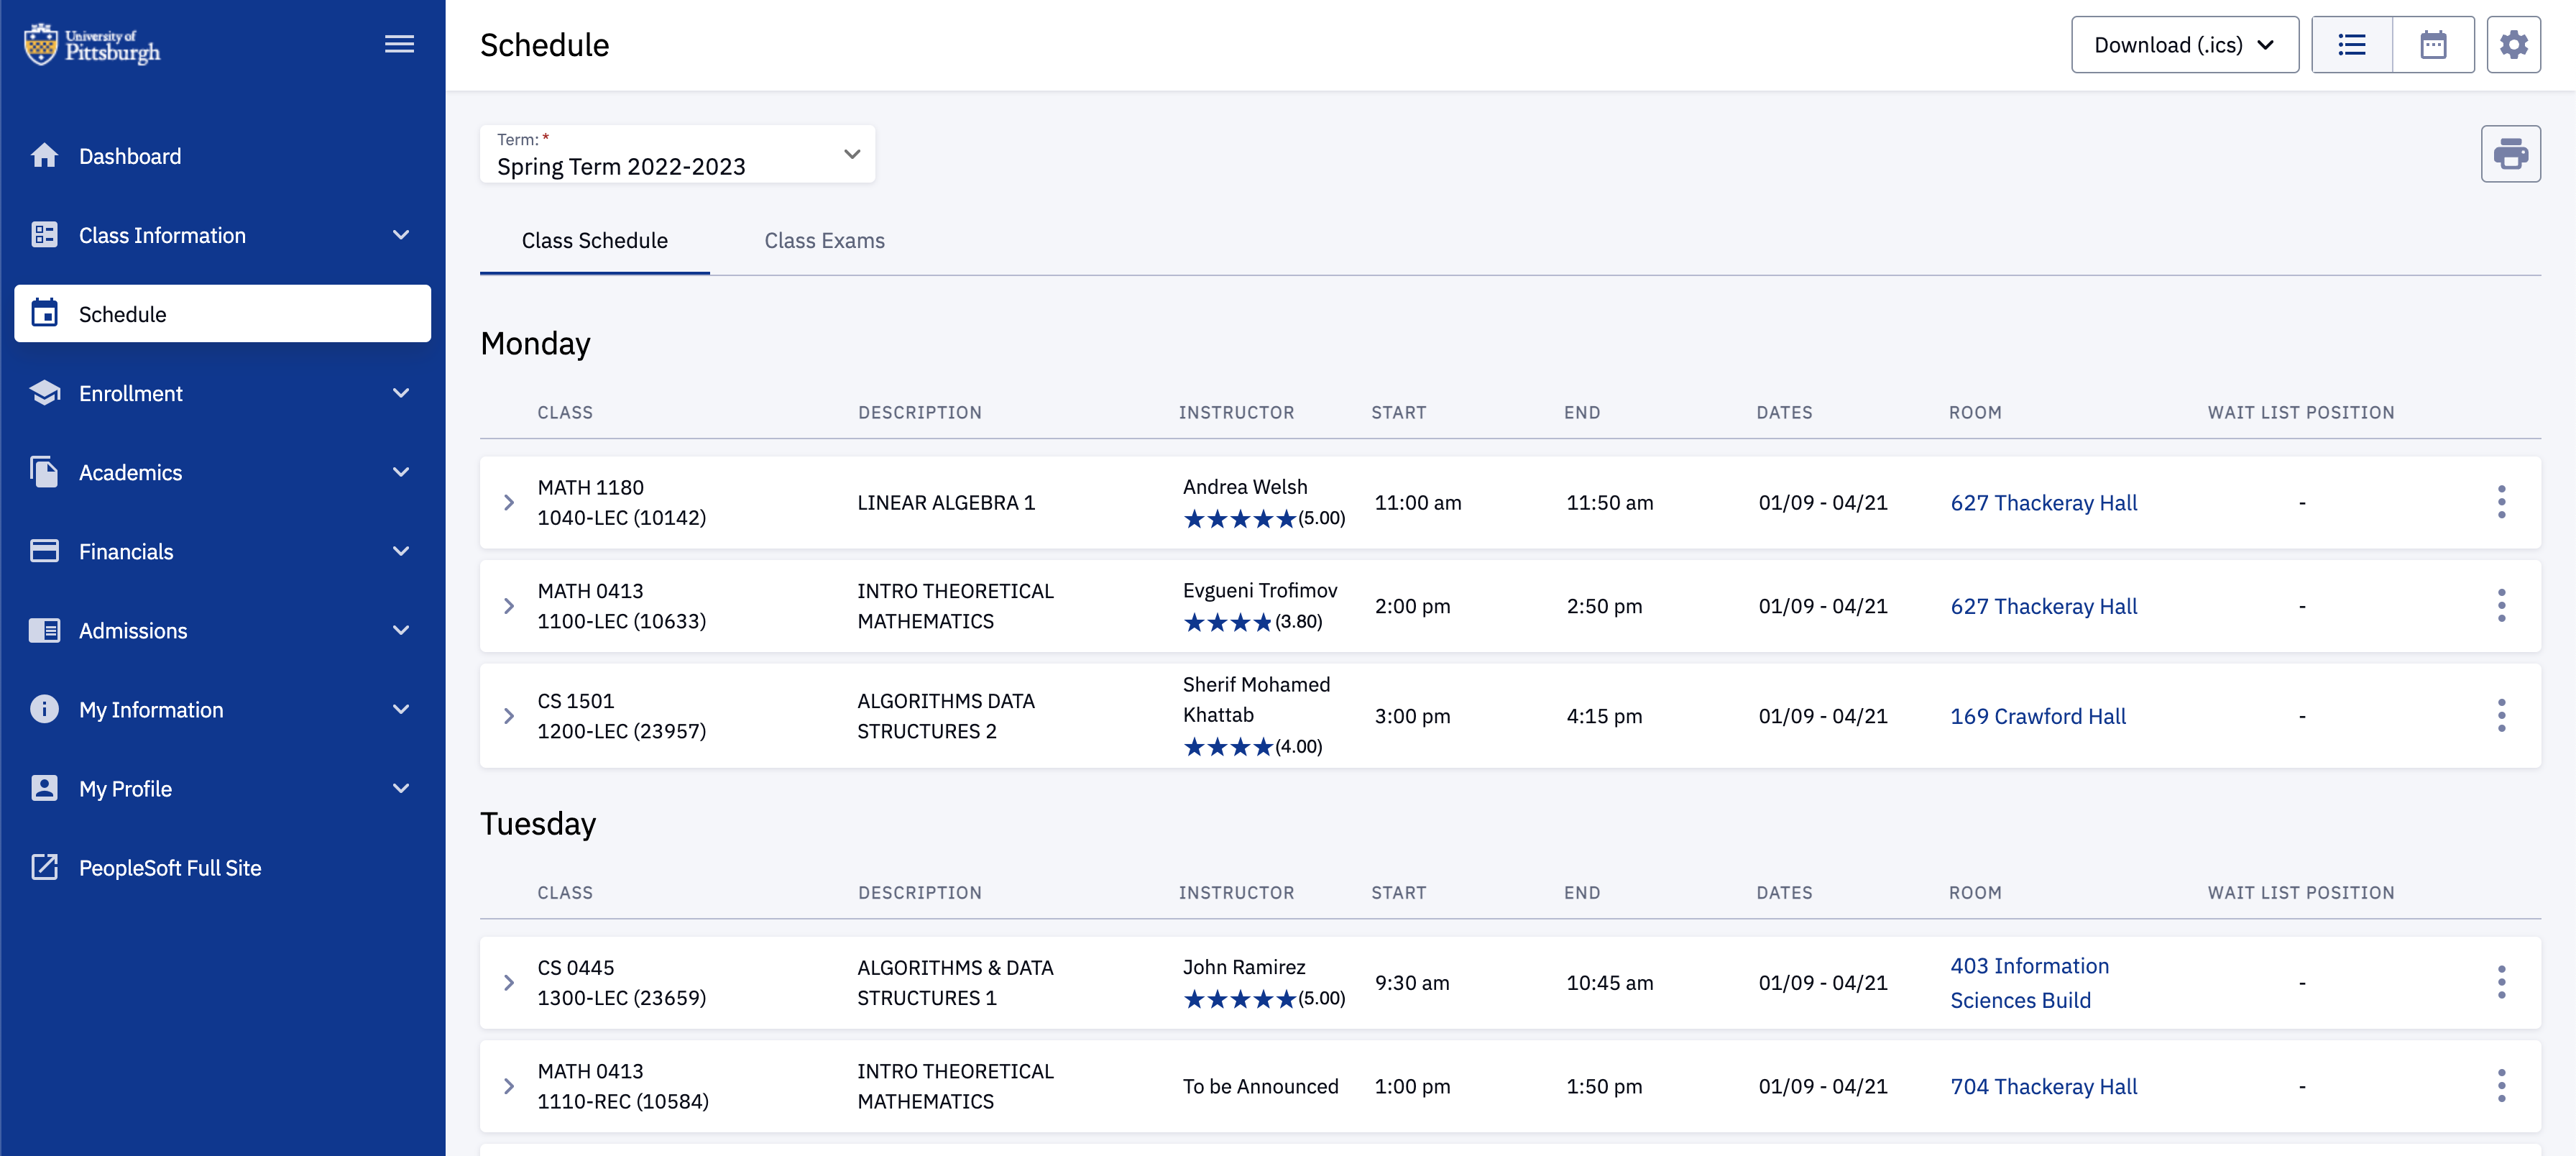 University of
Pittsburgh
Dashboard
Class Information
Schedule
Enrollment
Academics
Financials
Admissions
My Information
My Profile
PeopleSoft Full Site
Schedule
Download (.ics)
Term: *
Spring Term 2022-2023
Class Schedule
Class Exams
Monday
CLASS DESCRIPTION INSTRUCTOR START END DATES ROOM WAIT LIST POSITION
MATH 1180
1040-LEC (10142)
LINEAR ALGEBRA 1
Andrea Welsh
★★★★★(5.00)
11:00 am
11:50 am
01/09 - 04/21
627 Thackeray Hall
-
MATH 0413
1100-LEC (10633)
INTRO THEORETICAL
MATHEMATICS
Evgueni Trofimov
★★★★(3.80)
2:00 pm
2:50 pm
01/09 - 04/21
627 Thackeray Hall
-
CS 1501
1200-LEC (23957)
ALGORITHMS DATA
STRUCTURES 2
Sherif Mohamed
Khattab
★★★★(4.00)
3:00 pm
4:15 pm
01/09 - 04/21
169 Crawford Hall
-
Tuesday
CLASS DESCRIPTION INSTRUCTOR START END DATES ROOM WAIT LIST POSITION
CS 0445
1300-LEC (23659)
ALGORITHMS & DATA
STRUCTURES 1
John Ramirez
★★★★★(5.00)
9:30 am
10:45 am
01/09 - 04/21
403 Information
Sciences Build
-
MATH 0413
1110-REC (10584)
INTRO THEORETICAL
MATHEMATICS
To be Announced
1:00 pm
1:50 pm
01/09 - 04/21
704 Thackeray Hall
-